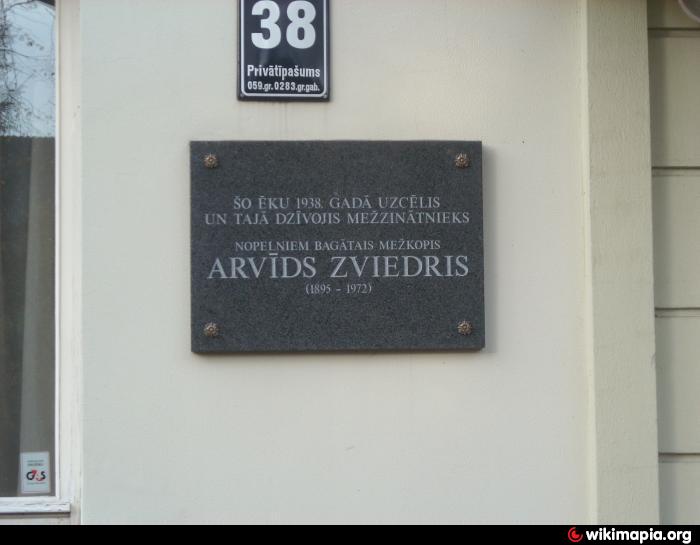 38
Privātīpašums
059.gr.0283.gr.gab.
ŠO ĒKU 1938. GADĀ UZCĒLIS
UN TAJĀ DZĪVOJIS MEŽZINĀTNIEKS
NOPELNIEM BAGĀTAIS MEŽKOPIS
ARVĪDS ZVIEDRIS
(1895 - 1972)
G4S
wikimapia.org